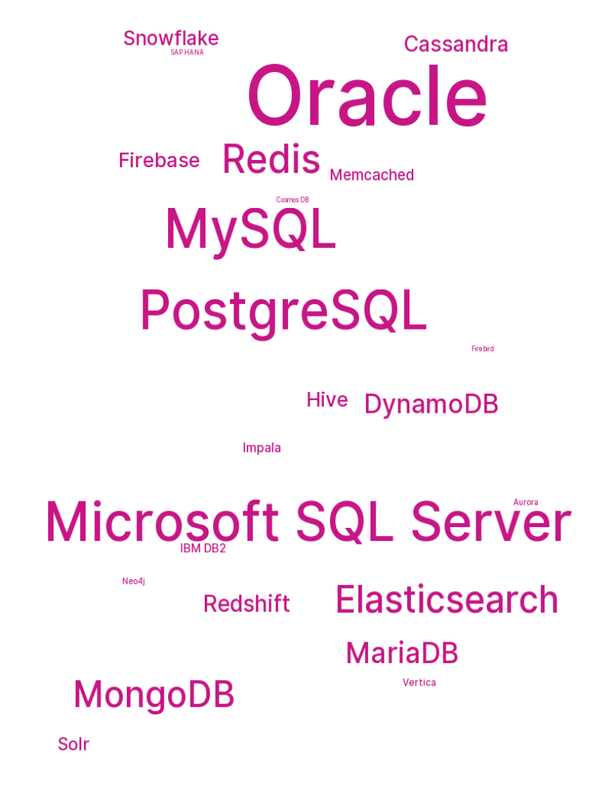 Snowflake
Cassandra
SAP HANA
Oracle
Firebase
Redis
Memcached
Cosmos DB
MySQL
PostgreSQL
Firebird
Hive
DynamoDB
Impala
Aurora
Microsoft SQL Server
IBM DB2
Neo4j
Redshift
Elasticsearch
MariaDB
Vertica
MongoDB
Solr